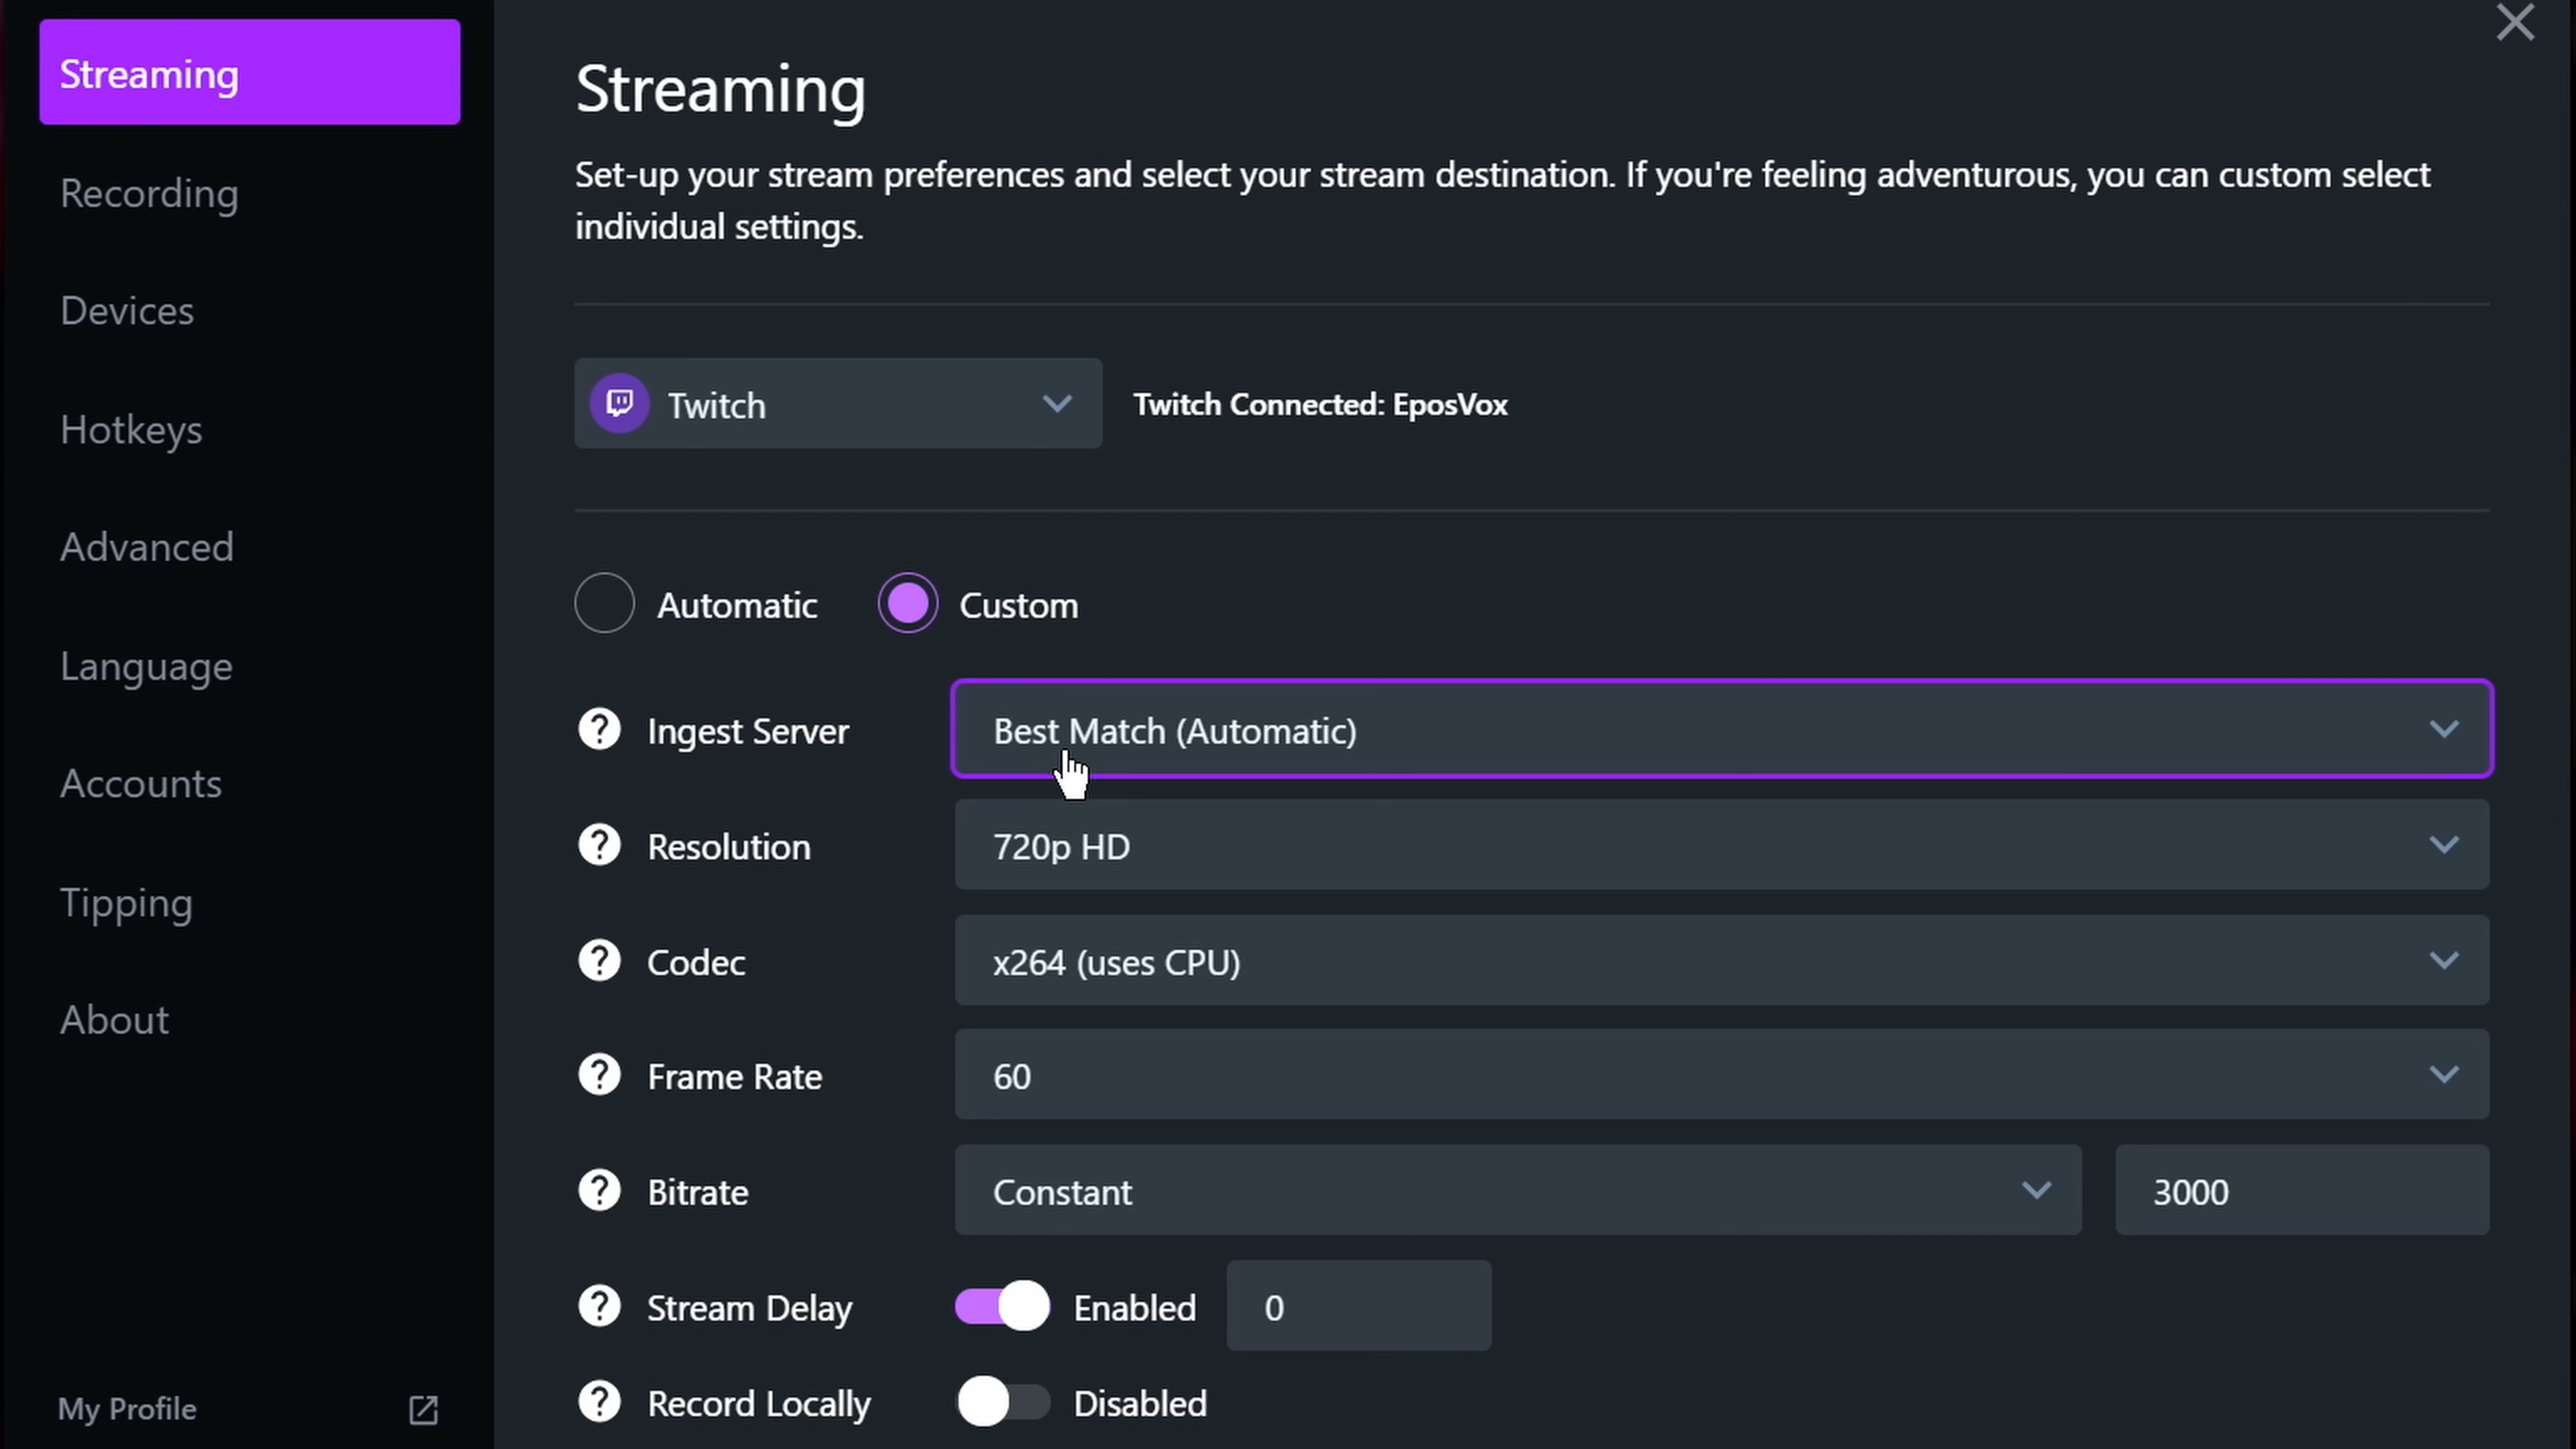 Streaming
Recording
Devices
Hotkeys
Advanced
Language
Accounts
Tipping
About
My Profile
Streaming
Set-up your stream preferences and select your stream destination. If you're feeling adventurous, you can custom select
individual settings.
Twitch
Twitch Connected: EposVox
Automatic
Custom
Ingest Server
Best Match (Automatic)
Resolution
720p HD
Codec
x264 (uses CPU)
Frame Rate
60
Bitrate
Constant
3000
Stream Delay
Enabled
0
Record Locally
Disabled